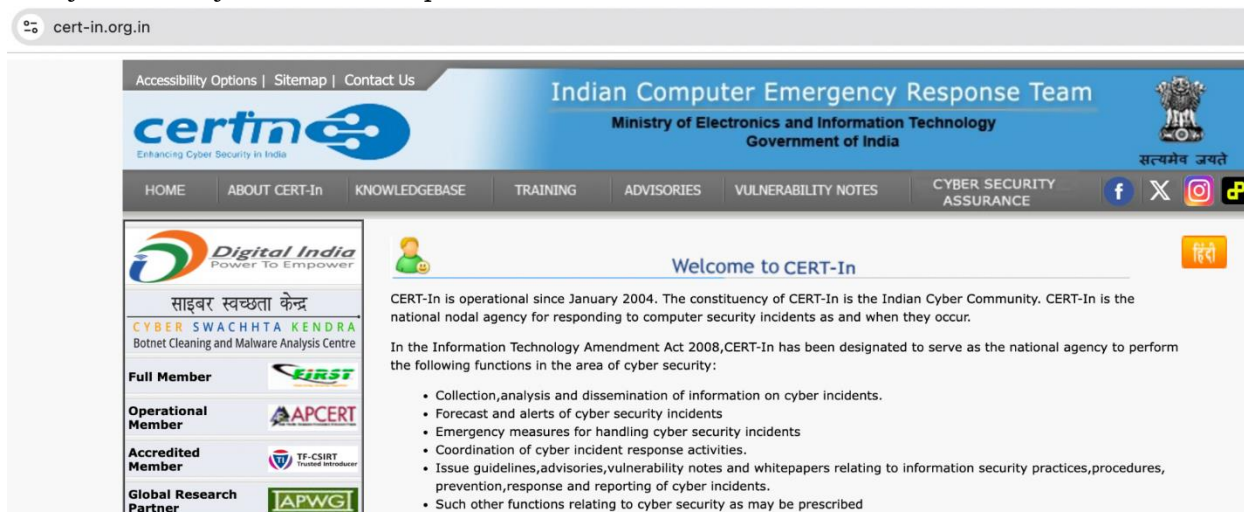 cert-in.org.in
Accessibility Options | Sitemap | Contact Us
certin
Enhancing Cyber Security in India
Indian Computer Emergency Response Team
Ministry of Electronics and Information Technology
Government of India
सत्यमेव जयते
HOME ABOUT CERT-In KNOWLEDGEBASE TRAINING ADVISORIES VULNERABILITY NOTES CYBER SECURITY ASSURANCE
Digital India
Power To Empower
साइबर स्वच्छता केन्द्र
CYBER SWACHHTA KENDRA
Botnet Cleaning and Malware Analysis Centre
Full Member FIRST
Operational Member APCERT
Accredited Member TF-CSIRT Trusted Introducer
Global Research Partner APWG
Welcome to CERT-In
हिंदी
CERT-In is operational since January 2004. The constituency of CERT-In is the Indian Cyber Community. CERT-In is the
national nodal agency for responding to computer security incidents as and when they occur.
In the Information Technology Amendment Act 2008,CERT-In has been designated to serve as the national agency to perform
the following functions in the area of cyber security:
• Collection,analysis and dissemination of information on cyber incidents.
• Forecast and alerts of cyber security incidents
• Emergency measures for handling cyber security incidents
• Coordination of cyber incident response activities.
• Issue guidelines,advisories,vulnerability notes and whitepapers relating to information security practices,procedures,
prevention,response and reporting of cyber incidents.
• Such other functions relating to cyber security as may be prescribed